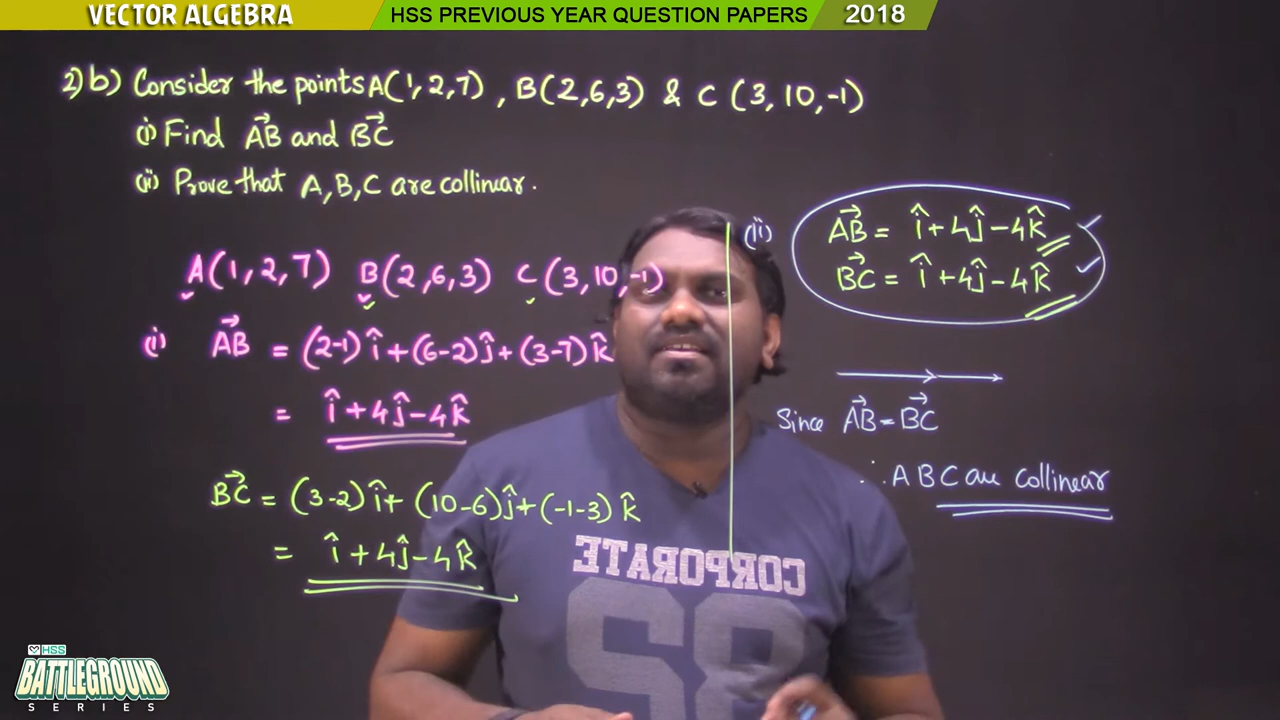 VECTOR ALGEBRA HSS PREVIOUS YEAR QUESTION PAPERS 2018
2) b) Consider the points A(1,2,7) , B(2,6,3) & C (3, 10,-1)
(i) Find AB⃗ and BC⃗
(ii) Prove that A, B, C are collinear.
A(1, 2, 7) B(2,6,3) C (3,10,-1)
(i) AB⃗ = (2-1) î + (6-2) ĵ + (3-7) k̂
= î + 4ĵ - 4k̂
BC⃗ = (3-2) î + (10-6) ĵ + (-1-3) k̂
= î + 4ĵ - 4k̂
(ii) AB⃗ = î + 4ĵ - 4k̂
BC⃗ = î + 4ĵ - 4k̂
Since AB⃗ = BC⃗
∴ A B C are collinear
CORPORATE
82
HSS
BATTLEGROUND
SERIES